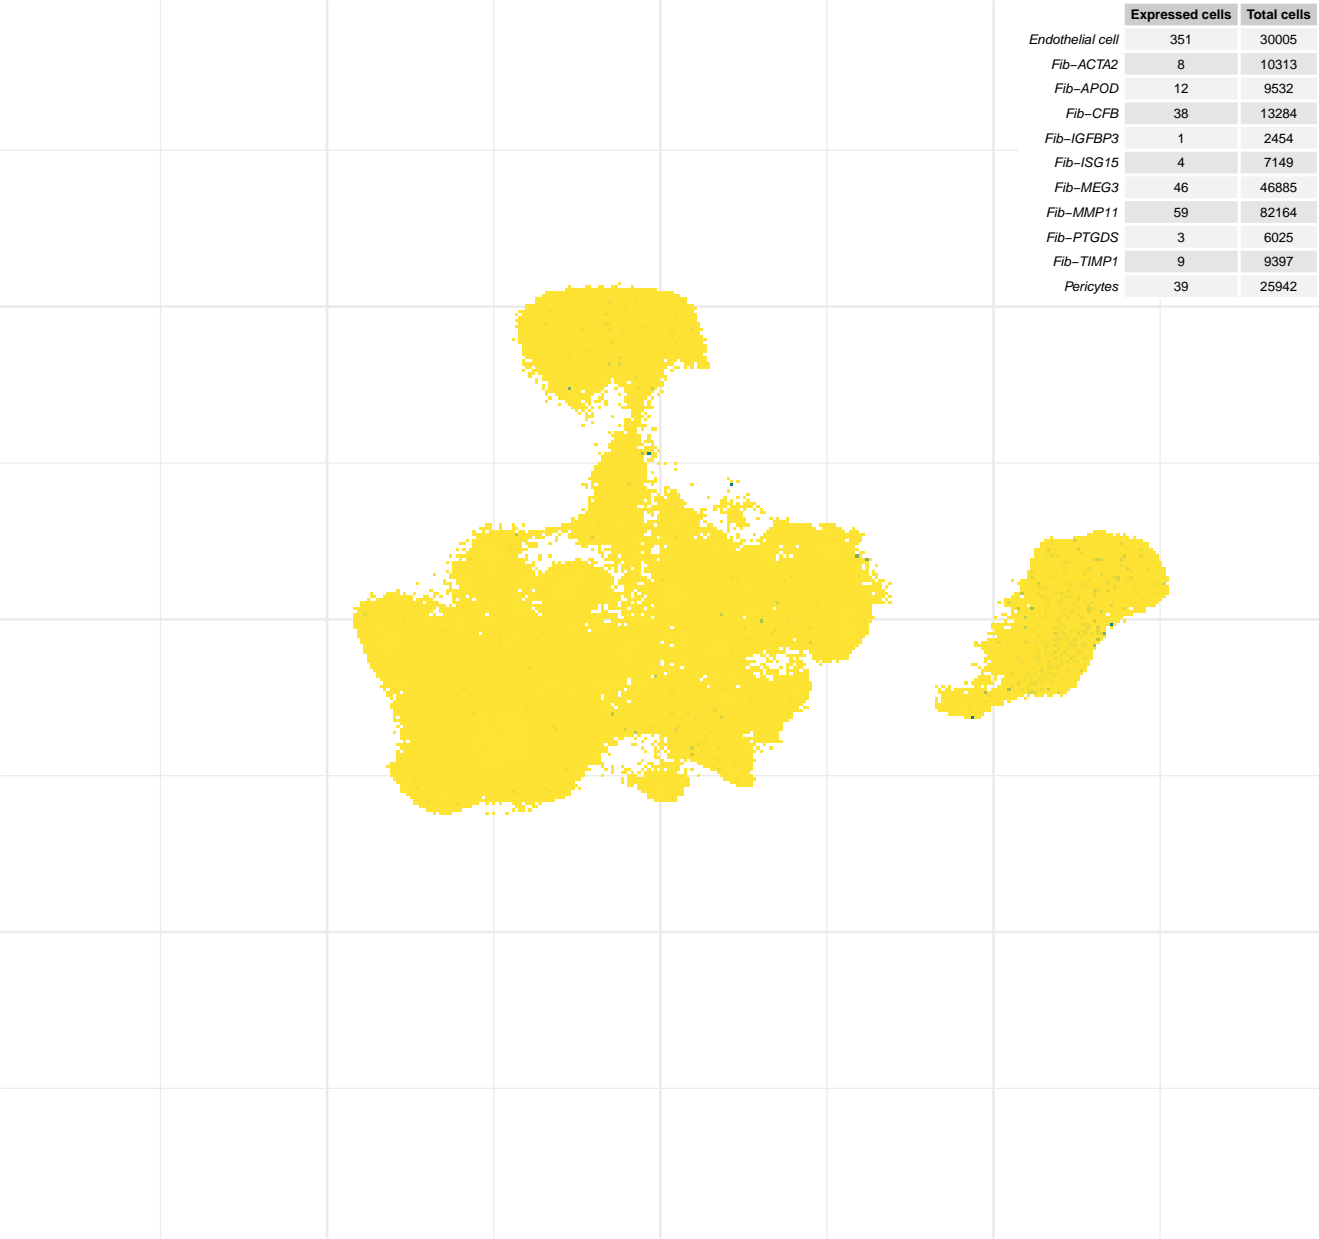 Expressed cells Total cells
Endothelial cell 351 30005
Fib−ACTA2 8 10313
Fib−APOD 12 9532
Fib−CFB 38 13284
Fib−IGFBP3 1 2454
Fib−ISG15 4 7149
Fib−MEG3 46 46885
Fib−MMP11 59 82164
Fib−PTGDS 3 6025
Fib−TIMP1 9 9397
Pericytes 39 25942